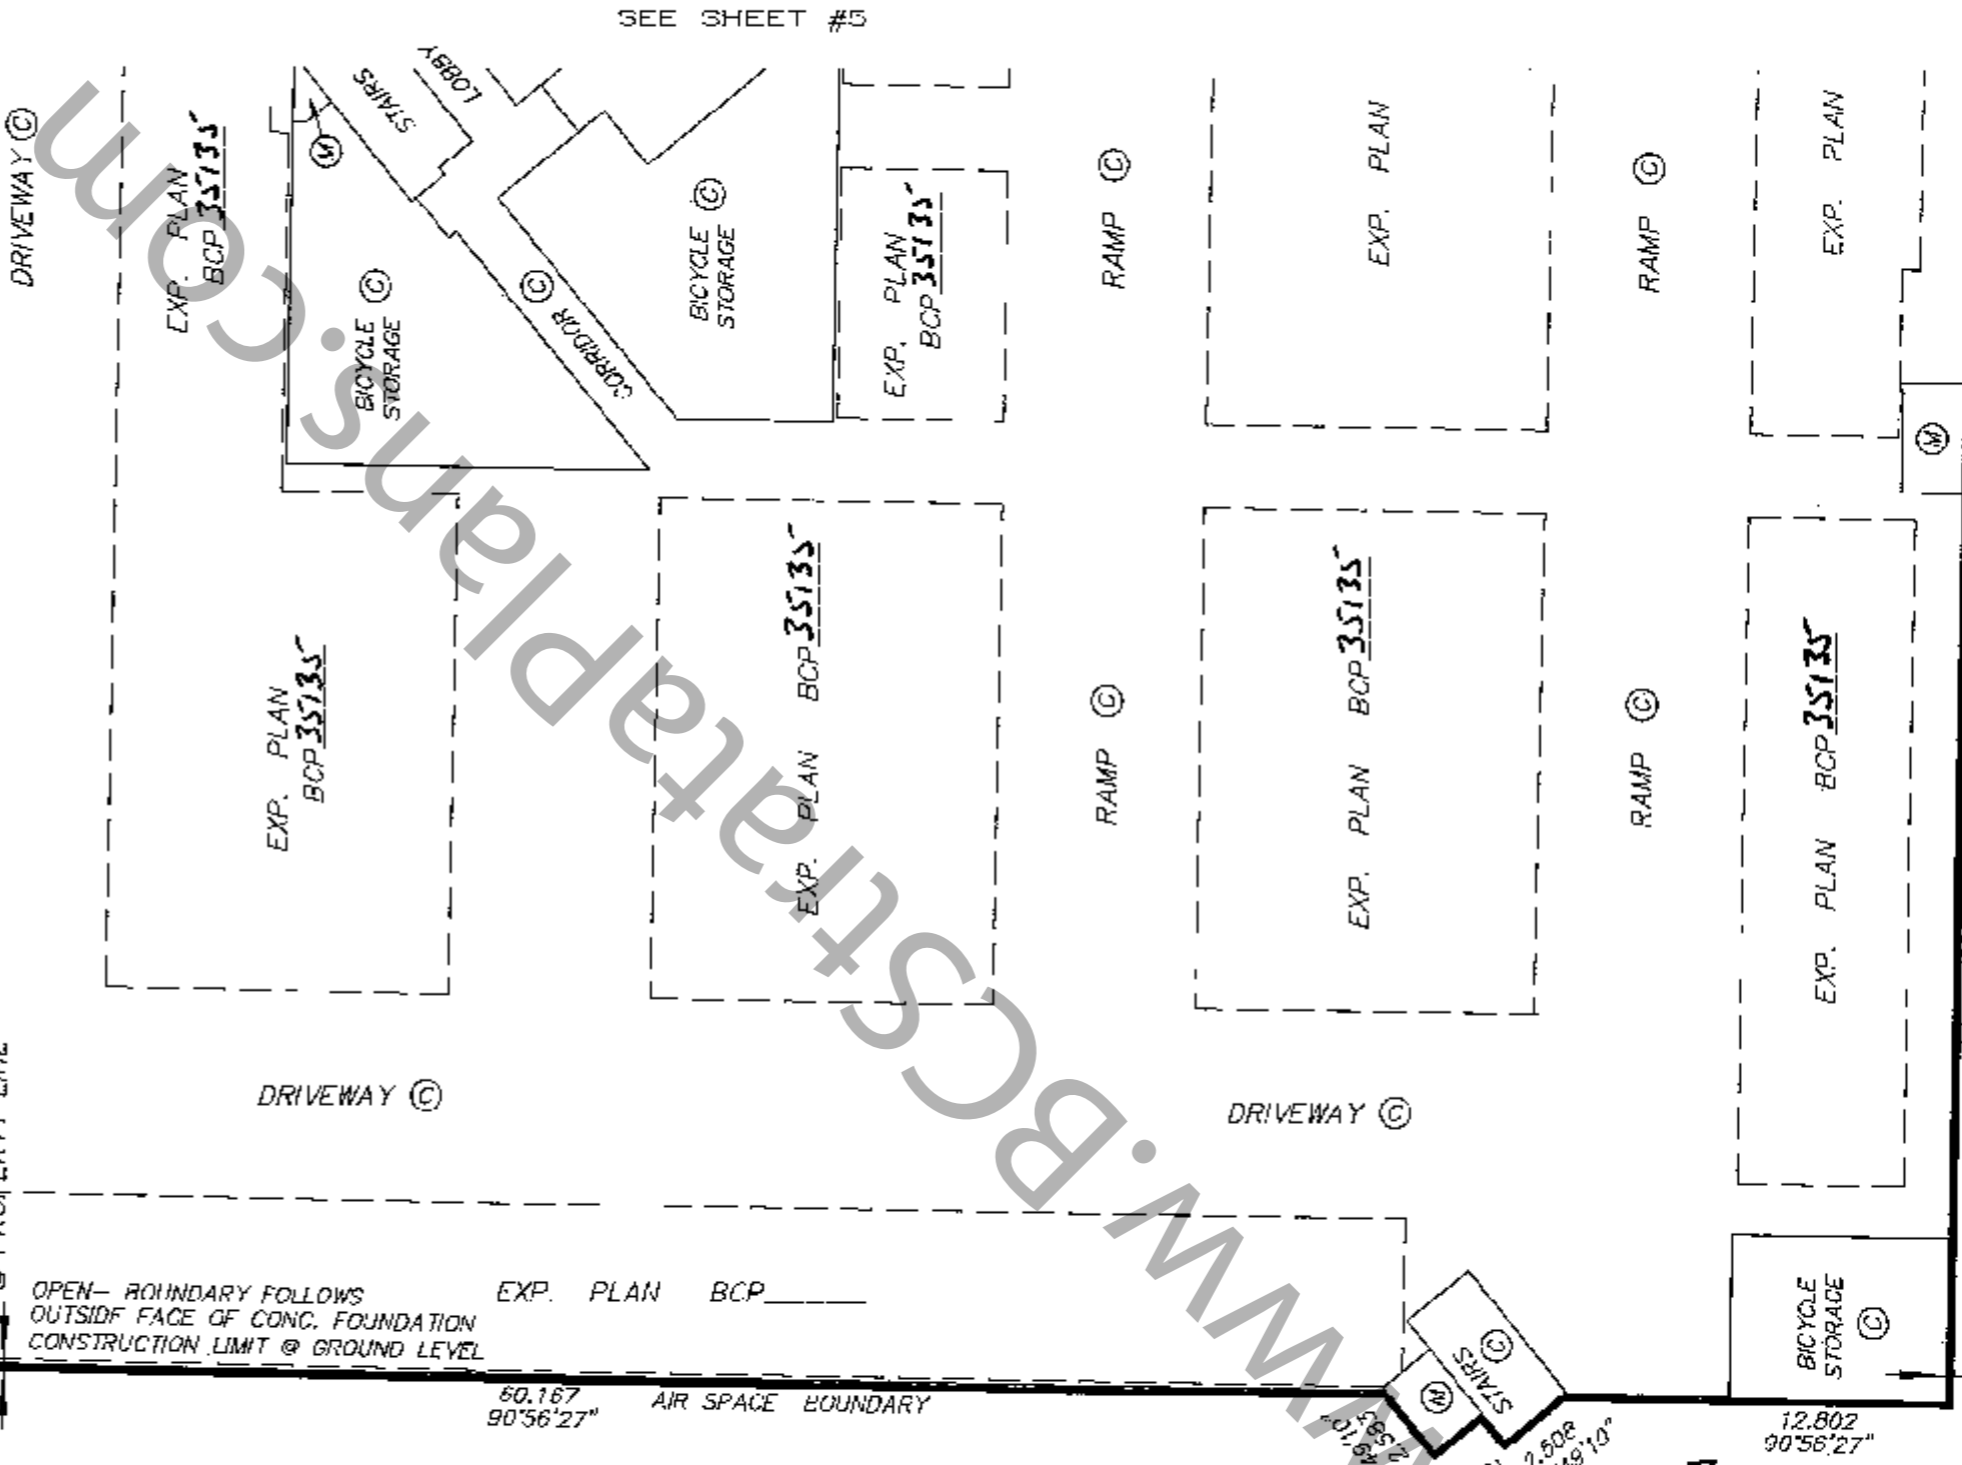 SEE SHEET #5
DRIVEWAY Ⓒ
EXP. PLAN
BCP 35135
Ⓜ
STAIRS
LOBBY
BICYCLE
STORAGE Ⓒ
CORRIDOR Ⓒ
BICYCLE
STORAGE Ⓒ
EXP. PLAN
BCP 35135
RAMP Ⓒ
EXP. PLAN
RAMP Ⓒ
EXP. PLAN
Ⓜ
EXP. PLAN
BCP 35135
EXP. PLAN BCP 35135
RAMP Ⓒ
EXP. PLAN BCP 35135
RAMP Ⓒ
EXP. PLAN BCP 35135
DRIVEWAY Ⓒ
DRIVEWAY Ⓒ
OPEN- BOUNDARY FOLLOWS
OUTSIDE FACE OF CONC. FOUNDATION
CONSTRUCTION LIMIT @ GROUND LEVEL
EXP. PLAN BCP______
60.167
90°56'27"
AIR SPACE BOUNDARY
Ⓜ
STAIRS Ⓒ
2.508
BICYCLE
STORAGE Ⓒ
12.802
90°56'27"
www.BCStrataPlans.com